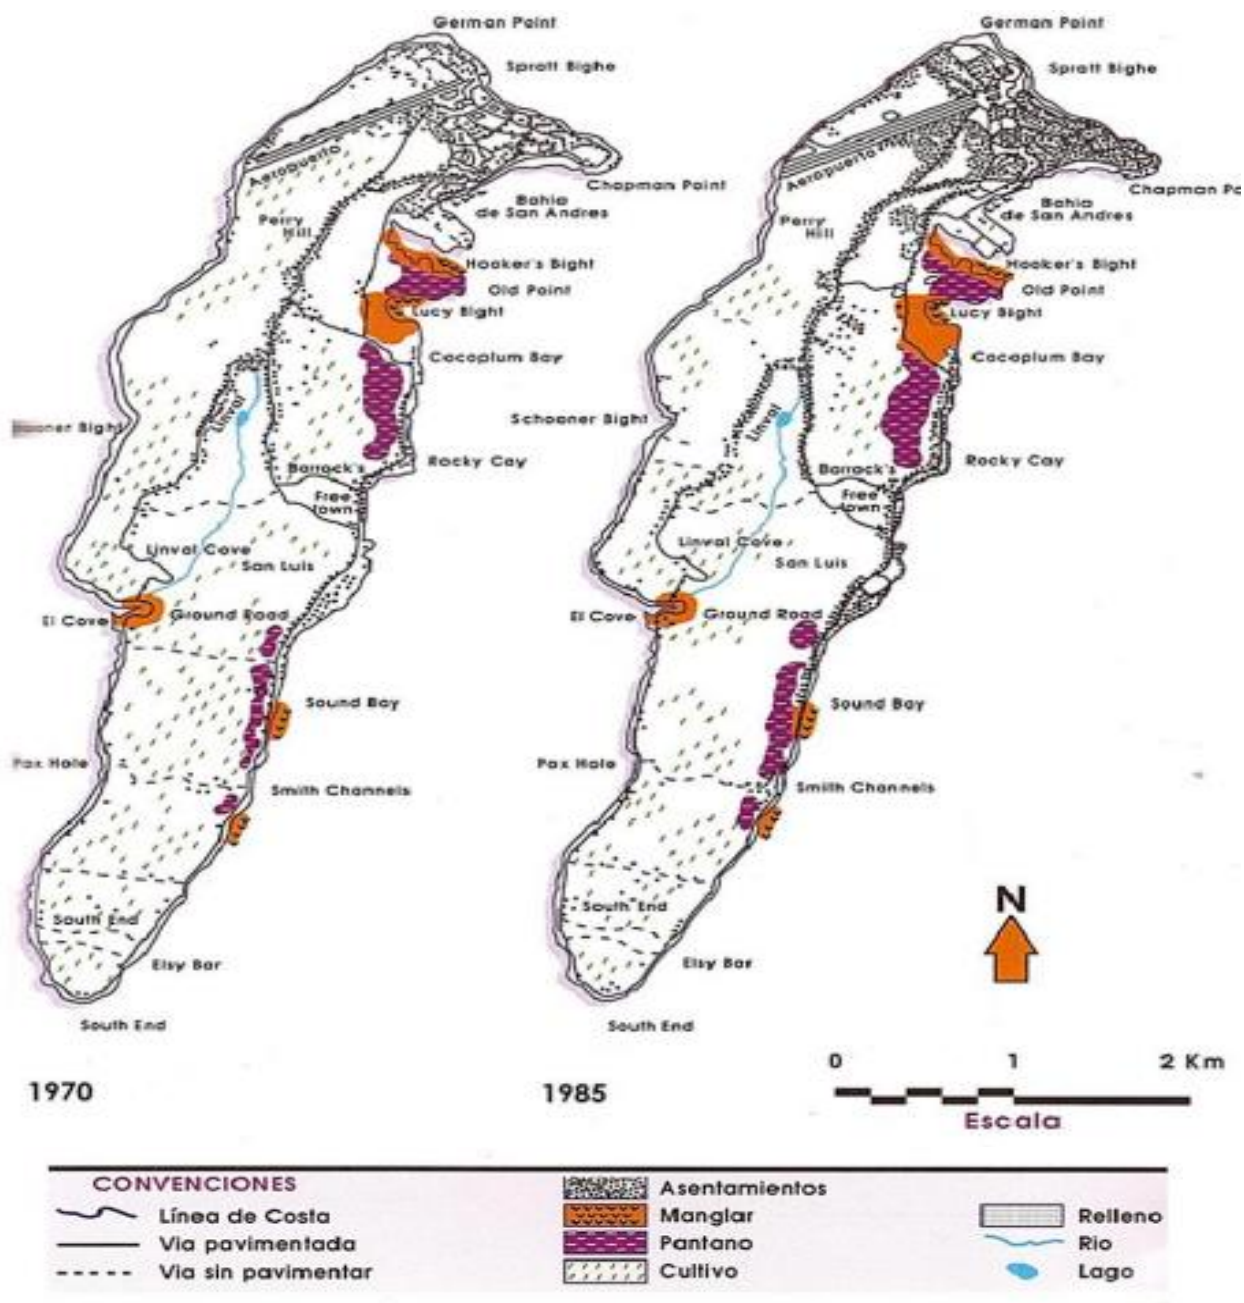 German Point
Spratt Bighe
Aeropuerto
Chapman Point
Bahia
de San Andres
Perry
Hill
Hooker's Bight
Old Point
Lucy Bight
Cocoplum Bay
Linval
ooner Bight
Rocky Cay
Barrack's
Free
town
Linval Cove
San Luis
El Cove
Ground Road
Sound Bay
Pox Hole
Smith Channels
South End
Elsy Bar
South End
1970
German Point
Spratt Bighe
Aeropuerto
Chapman Po
Bahia
de San Andres
Perry
Hill
Hooker's Bight
Old Point
Lucy Bight
Cocoplum Bay
Linval
Schooner Bight
Rocky Cay
Barrack's
Free
town
Linval Cove
San Luis
El Cove
Ground Road
Sound Bay
Pox Hole
Smith Channels
South End
Elsy Bar
South End
1985
N
0 1 2 Km
Escala
CONVENCIONES
Línea de Costa
Via pavimentada
Via sin pavimentar
Asentamientos
Manglar
Pantano
Cultivo
Relleno
Rio
Lago